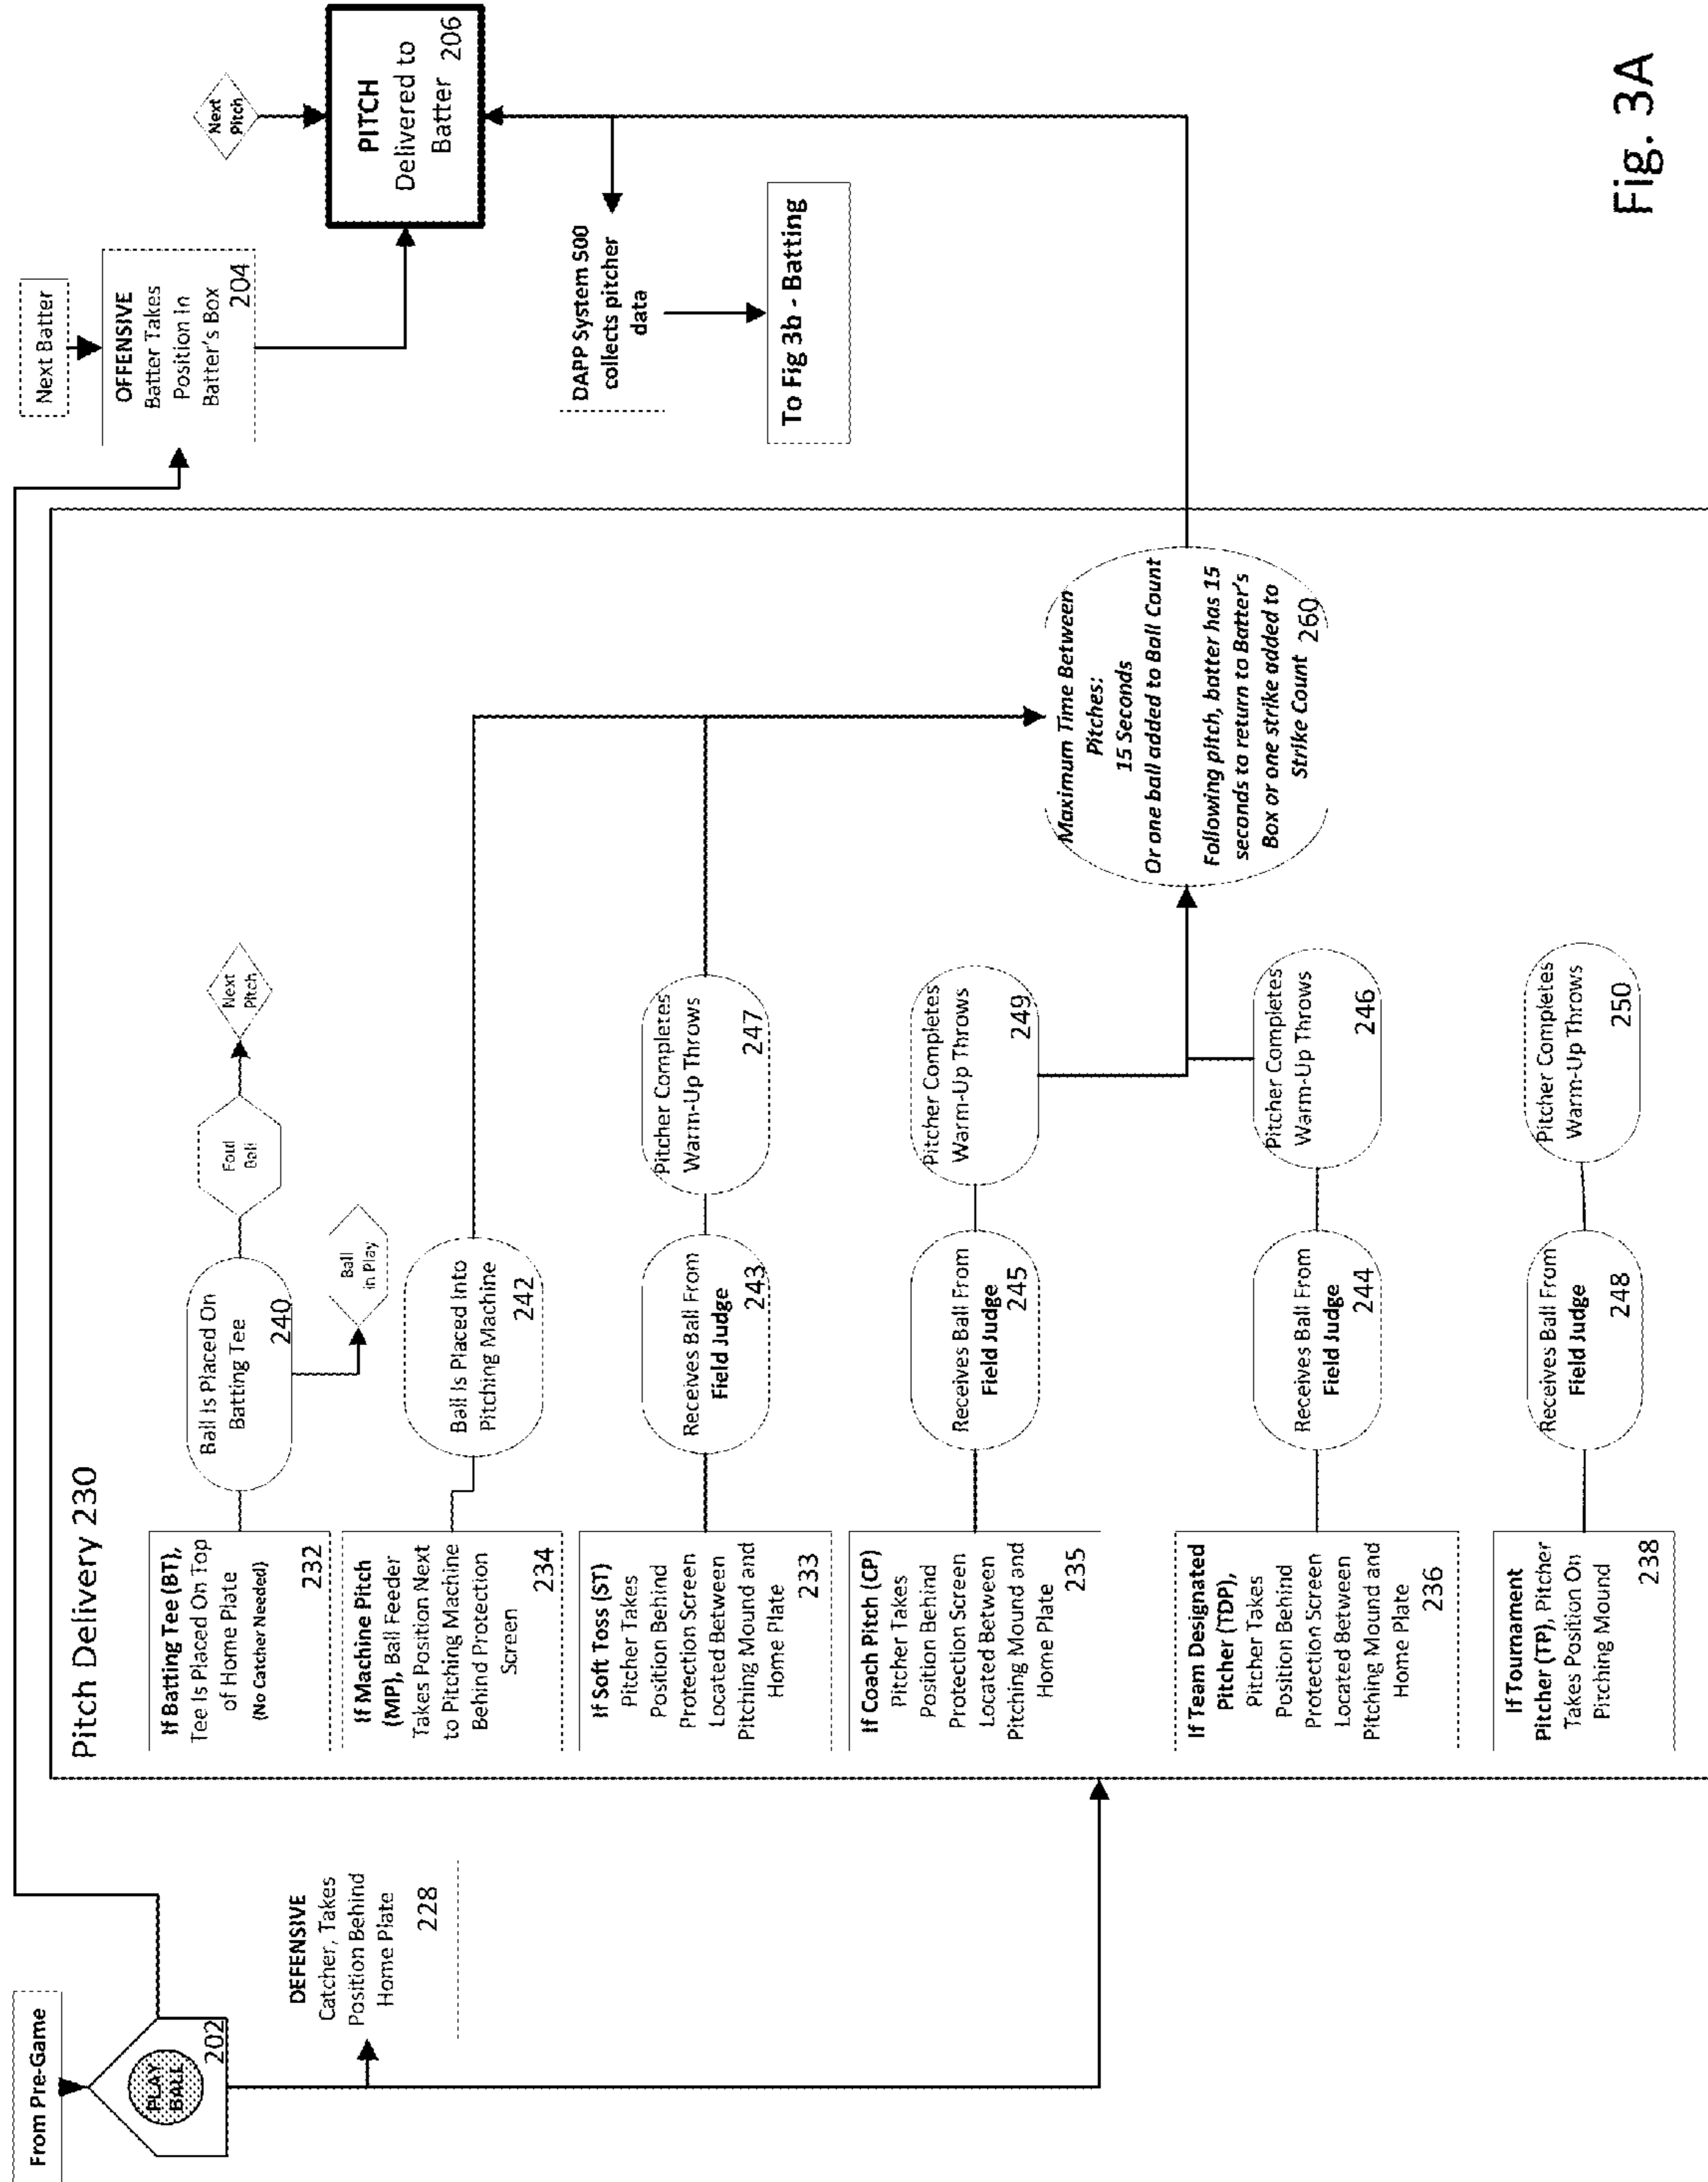 From Pre-Game
PLAY
BALL
202
DEFENSIVE
Catcher, Takes
Position Behind
Home Plate
228
Pitch Delivery 230
If Batting Tee (BT),
Tee Is Placed On Top
of Home Plate
(No Catcher Needed)
232
Ball Is Placed On
Batting Tee
240
Foul
Ball
Next
Pitch
Ball
in Play
If Machine Pitch
(MP), Ball Feeder
Takes Position Next
to Pitching Machine
Behind Protection
Screen
234
Ball Is Placed Into
Pitching Machine
242
If Soft Toss (ST)
Pitcher Takes
Position Behind
Protection Screen
Located Between
Pitching Mound and
Home Plate
233
Receives Ball From
Field Judge
243
Pitcher Completes
Warm-Up Throws
247
If Coach Pitch (CP)
Pitcher Takes
Position Behind
Protection Screen
Located Between
Pitching Mound and
Home Plate
235
Receives Ball From
Field Judge
245
Pitcher Completes
Warm-Up Throws
249
If Team Designated
Pitcher (TDP),
Pitcher Takes
Position Behind
Protection Screen
Located Between
Pitching Mound and
Home Plate
236
Receives Ball From
Field Judge
244
Pitcher Completes
Warm-Up Throws
246
If Tournament
Pitcher (TP), Pitcher
Takes Position On
Pitching Mound
238
Receives Ball From
Field Judge
248
Pitcher Completes
Warm-Up Throws
250
Maximum Time Between
Pitches:
15 Seconds
Or one ball added to Ball Count
Following pitch, batter has 15
seconds to return to Batter's
Box or one strike added to
Strike Count 260
Next Batter
OFFENSIVE
Batter Takes
Position In
Batter's Box
204
Next
Pitch
PITCH
Delivered to
Batter 206
DAPP System 500
collects pitcher
data
To Fig 3b - Batting
Fig. 3A